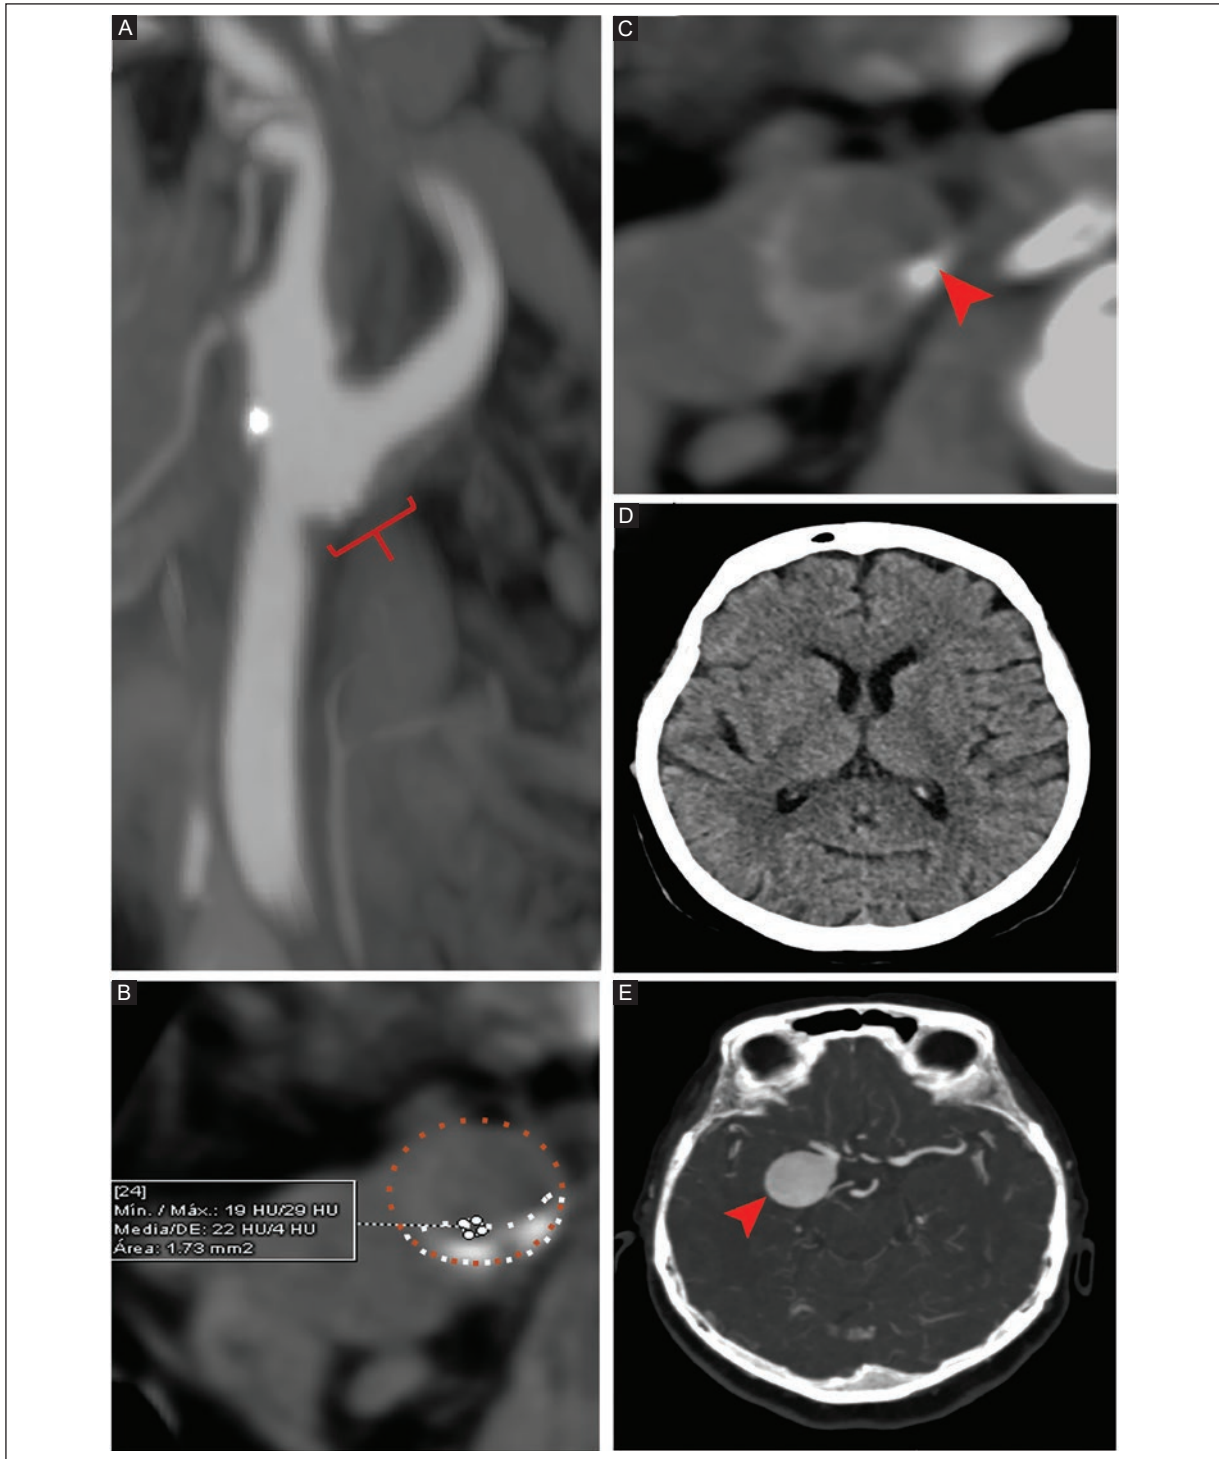 A
C
D
B
[24]
Mín. / Máx.: 19 HU/29 HU
Media/DE: 22 HU/4 HU
Área: 1.73 mm2
E